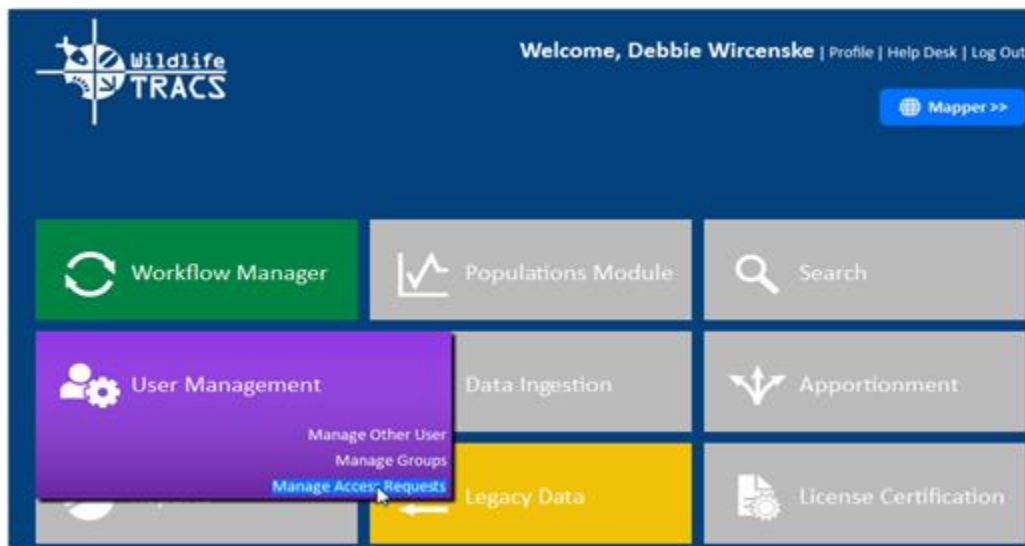 Wildlife
TRACS
Welcome, Debbie Wircenske | Profile | Help Desk | Log Out
Mapper >>
Workflow Manager
Populations Module
Search
User Management
Data Ingestion
Apportionment
Manage Other User
Manage Groups
Manage Access Requests
Legacy Data
License Certification